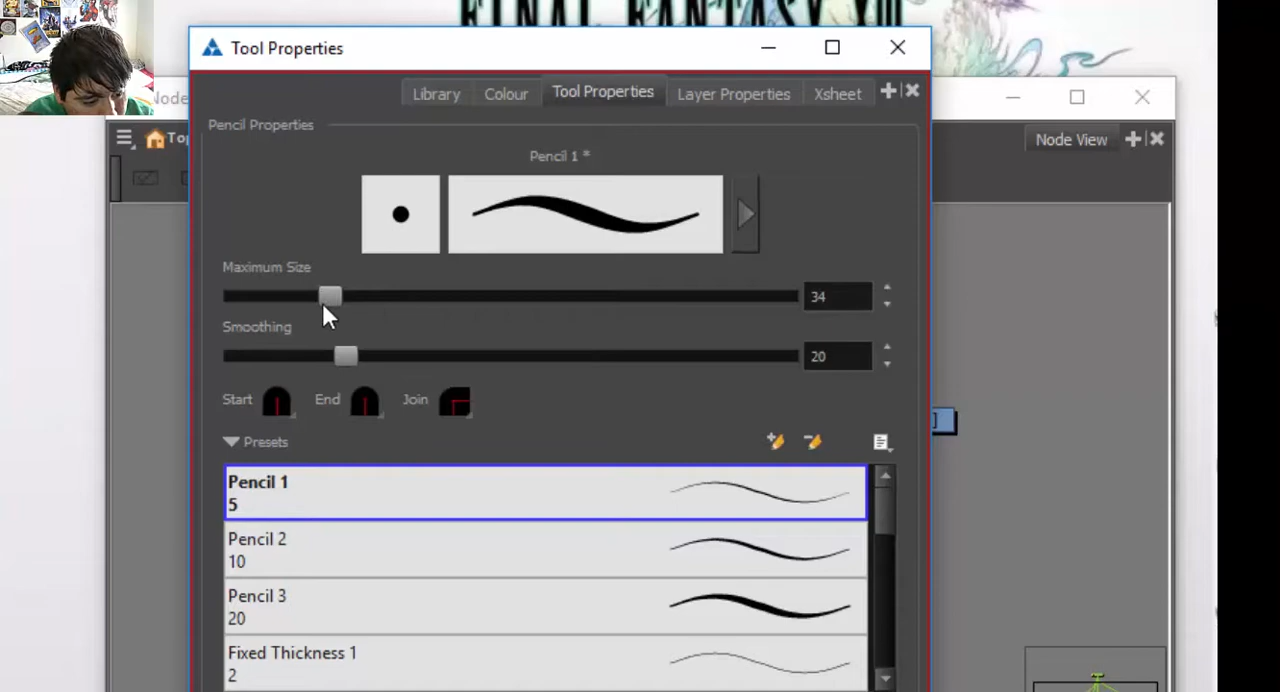 FINAL FANTASY XIII
Tool Properties
Node
Library
Colour
Tool Properties
Layer Properties
Xsheet
Pencil Properties
Top
Node View
Pencil 1 *
Maximum Size
34
Smoothing
20
Start
End
Join
Presets
Pencil 1
5
Pencil 2
10
Pencil 3
20
Fixed Thickness 1
2